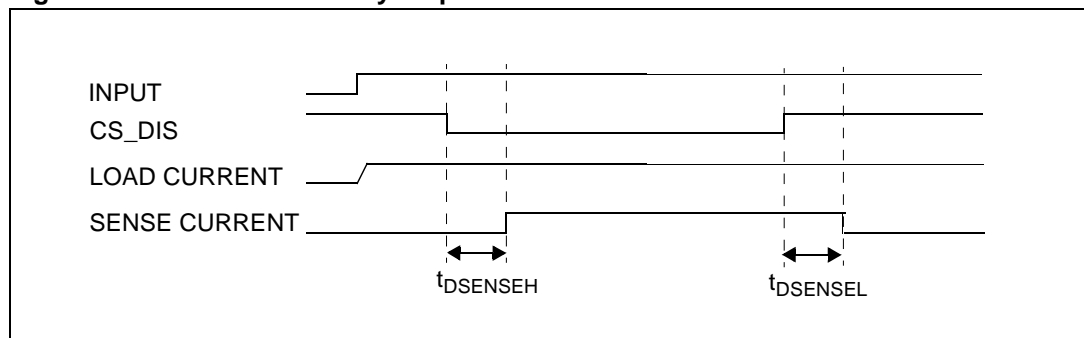 INPUT
CS_DIS
LOAD CURRENT
SENSE CURRENT
tDSENSEH
tDSENSEL